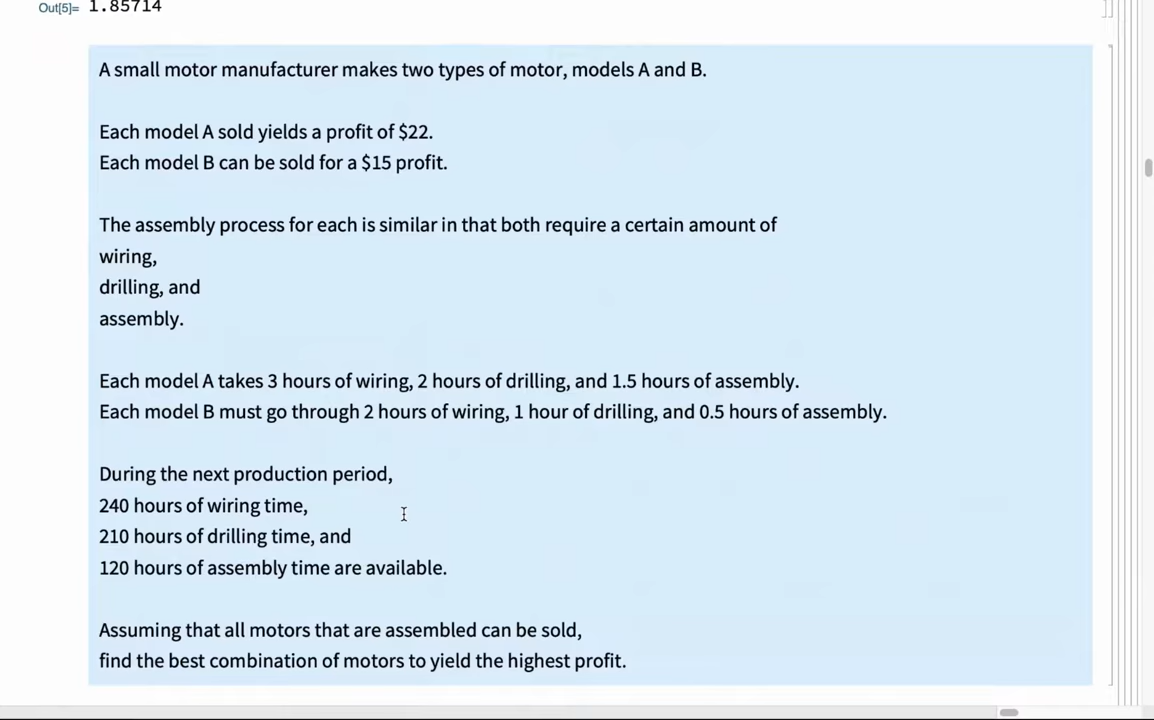 Out[5]= 1.85714
A small motor manufacturer makes two types of motor, models A and B.
Each model A sold yields a profit of $22.
Each model B can be sold for a $15 profit.
The assembly process for each is similar in that both require a certain amount of
wiring,
drilling, and
assembly.
Each model A takes 3 hours of wiring, 2 hours of drilling, and 1.5 hours of assembly.
Each model B must go through 2 hours of wiring, 1 hour of drilling, and 0.5 hours of assembly.
During the next production period,
240 hours of wiring time,
210 hours of drilling time, and
120 hours of assembly time are available.
Assuming that all motors that are assembled can be sold,
find the best combination of motors to yield the highest profit.